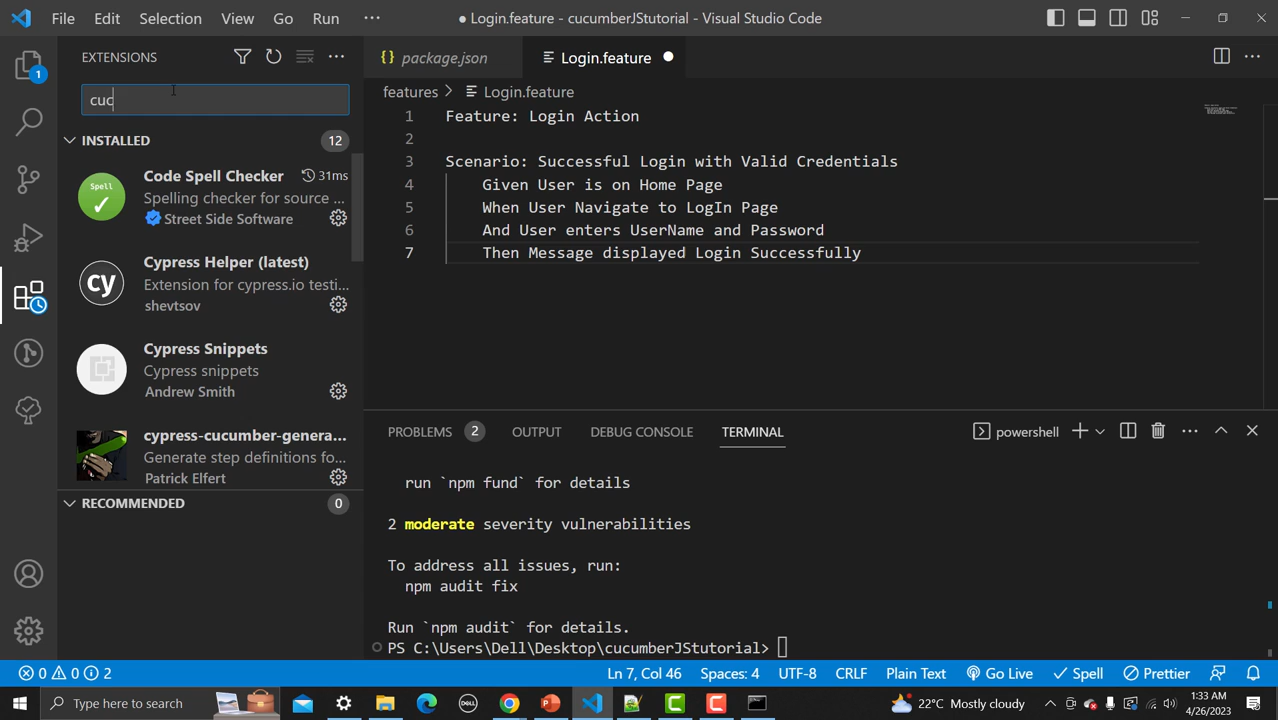 File Edit Selection View Go Run ··· ● Login.feature - cucumberJStutorial - Visual Studio Code
EXTENSIONS
cuc
INSTALLED 12
Code Spell Checker 31ms
Spelling checker for source ...
Street Side Software
Cypress Helper (latest)
Extension for cypress.io testi...
shevtsov
Cypress Snippets
Cypress snippets
Andrew Smith
cypress-cucumber-genera...
Generate step definitions fo...
Patrick Elfert
RECOMMENDED 0
1
Spell
cy
{} package.json Login.feature ●
features > Login.feature
1 Feature: Login Action
2
3 Scenario: Successful Login with Valid Credentials
4 Given User is on Home Page
5 When User Navigate to LogIn Page
6 And User enters UserName and Password
7 Then Message displayed Login Successfully
PROBLEMS 2 OUTPUT DEBUG CONSOLE TERMINAL powershell
run `npm fund` for details
2 moderate severity vulnerabilities
To address all issues, run:
npm audit fix
Run `npm audit` for details.
PS C:\Users\Dell\Desktop\cucumberJStutorial>
0 0 2 Ln 7, Col 46 Spaces: 4 UTF-8 CRLF Plain Text Go Live Spell Prettier
Type here to search DELL 22°C Mostly cloudy 1:33 AM
4/26/2023